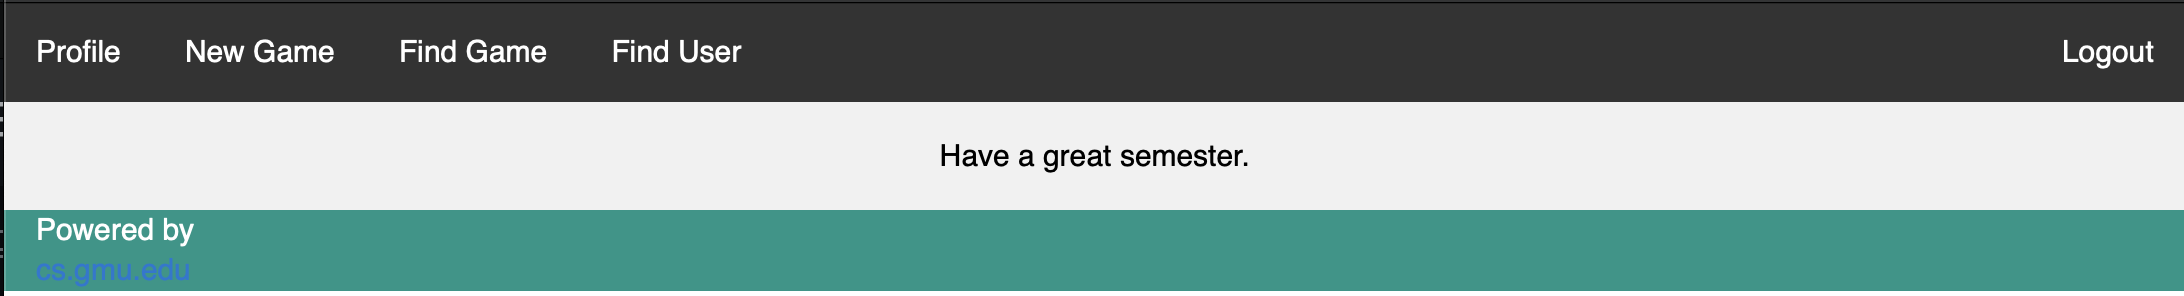 Profile New Game Find Game Find User Logout
Have a great semester.
Powered by
cs.gmu.edu